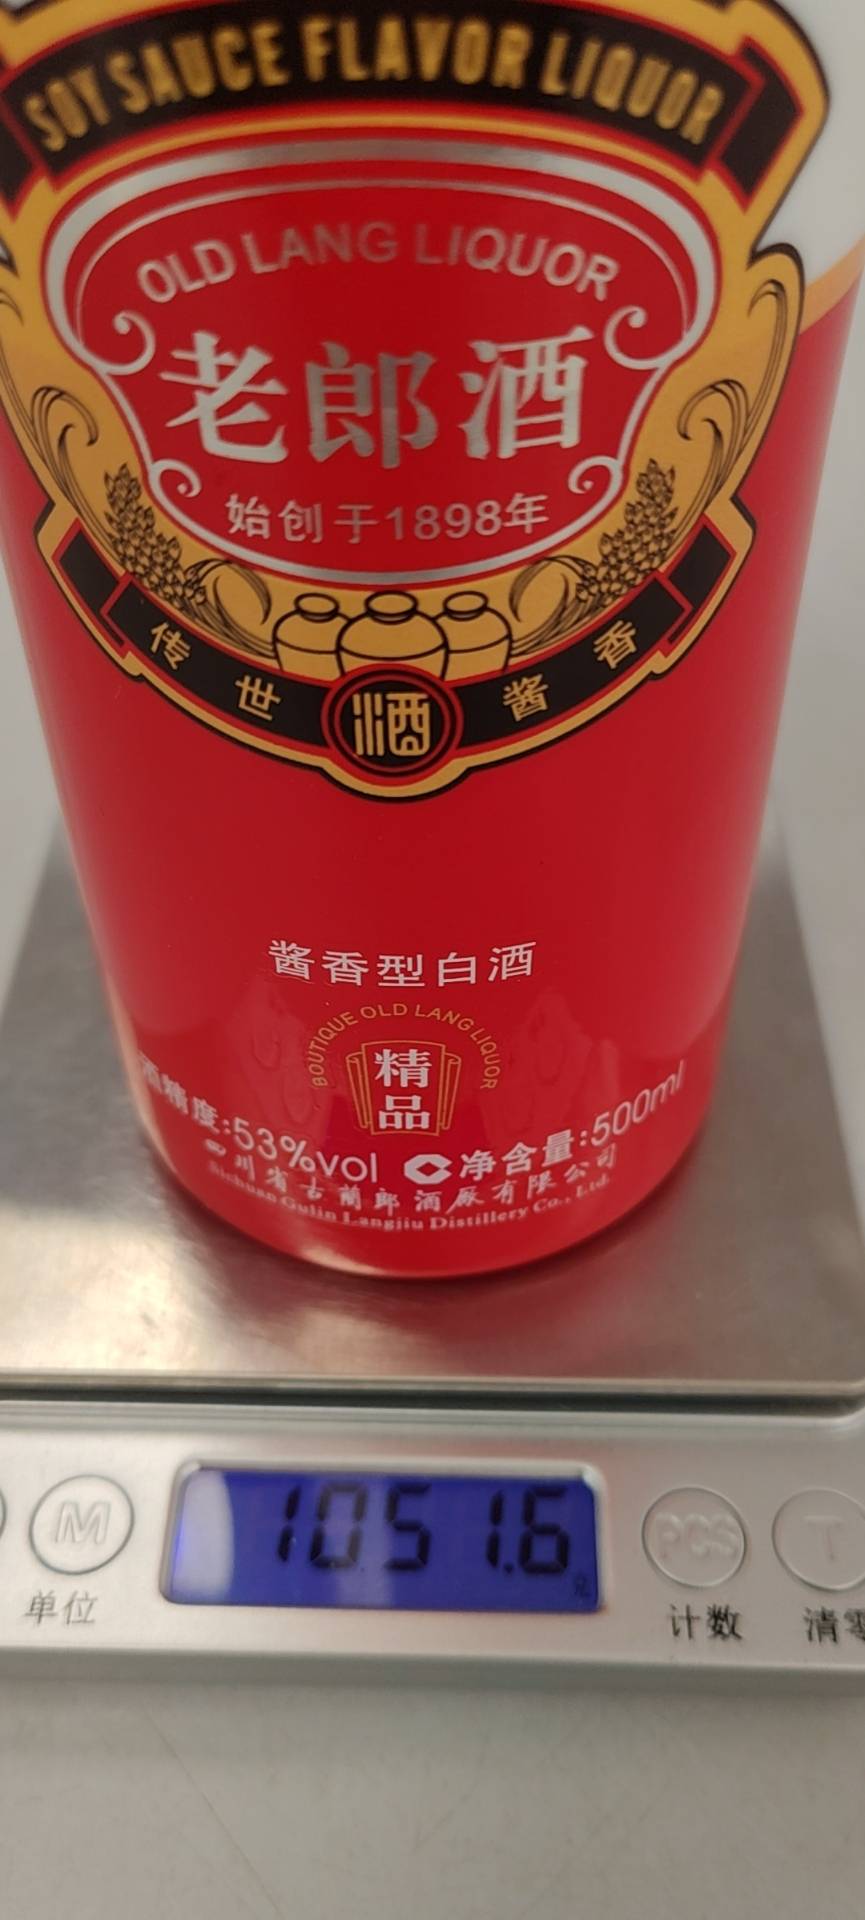 SOY SAUCE FLAVOR LIQUOR
OLD LANG LIQUOR
老郎酒
始创于1898年
传世酒酱香
酱香型白酒
BOUTIQUE OLD LANG LIQUOR
精
品
酒精度:53%vol 净含量:500ml
四川省古蔺郎酒厂有限公司
Sichuan Gulin Langjiu Distillery Co., Ltd.
1051.6
M
PCS
T
单位
计数
清零